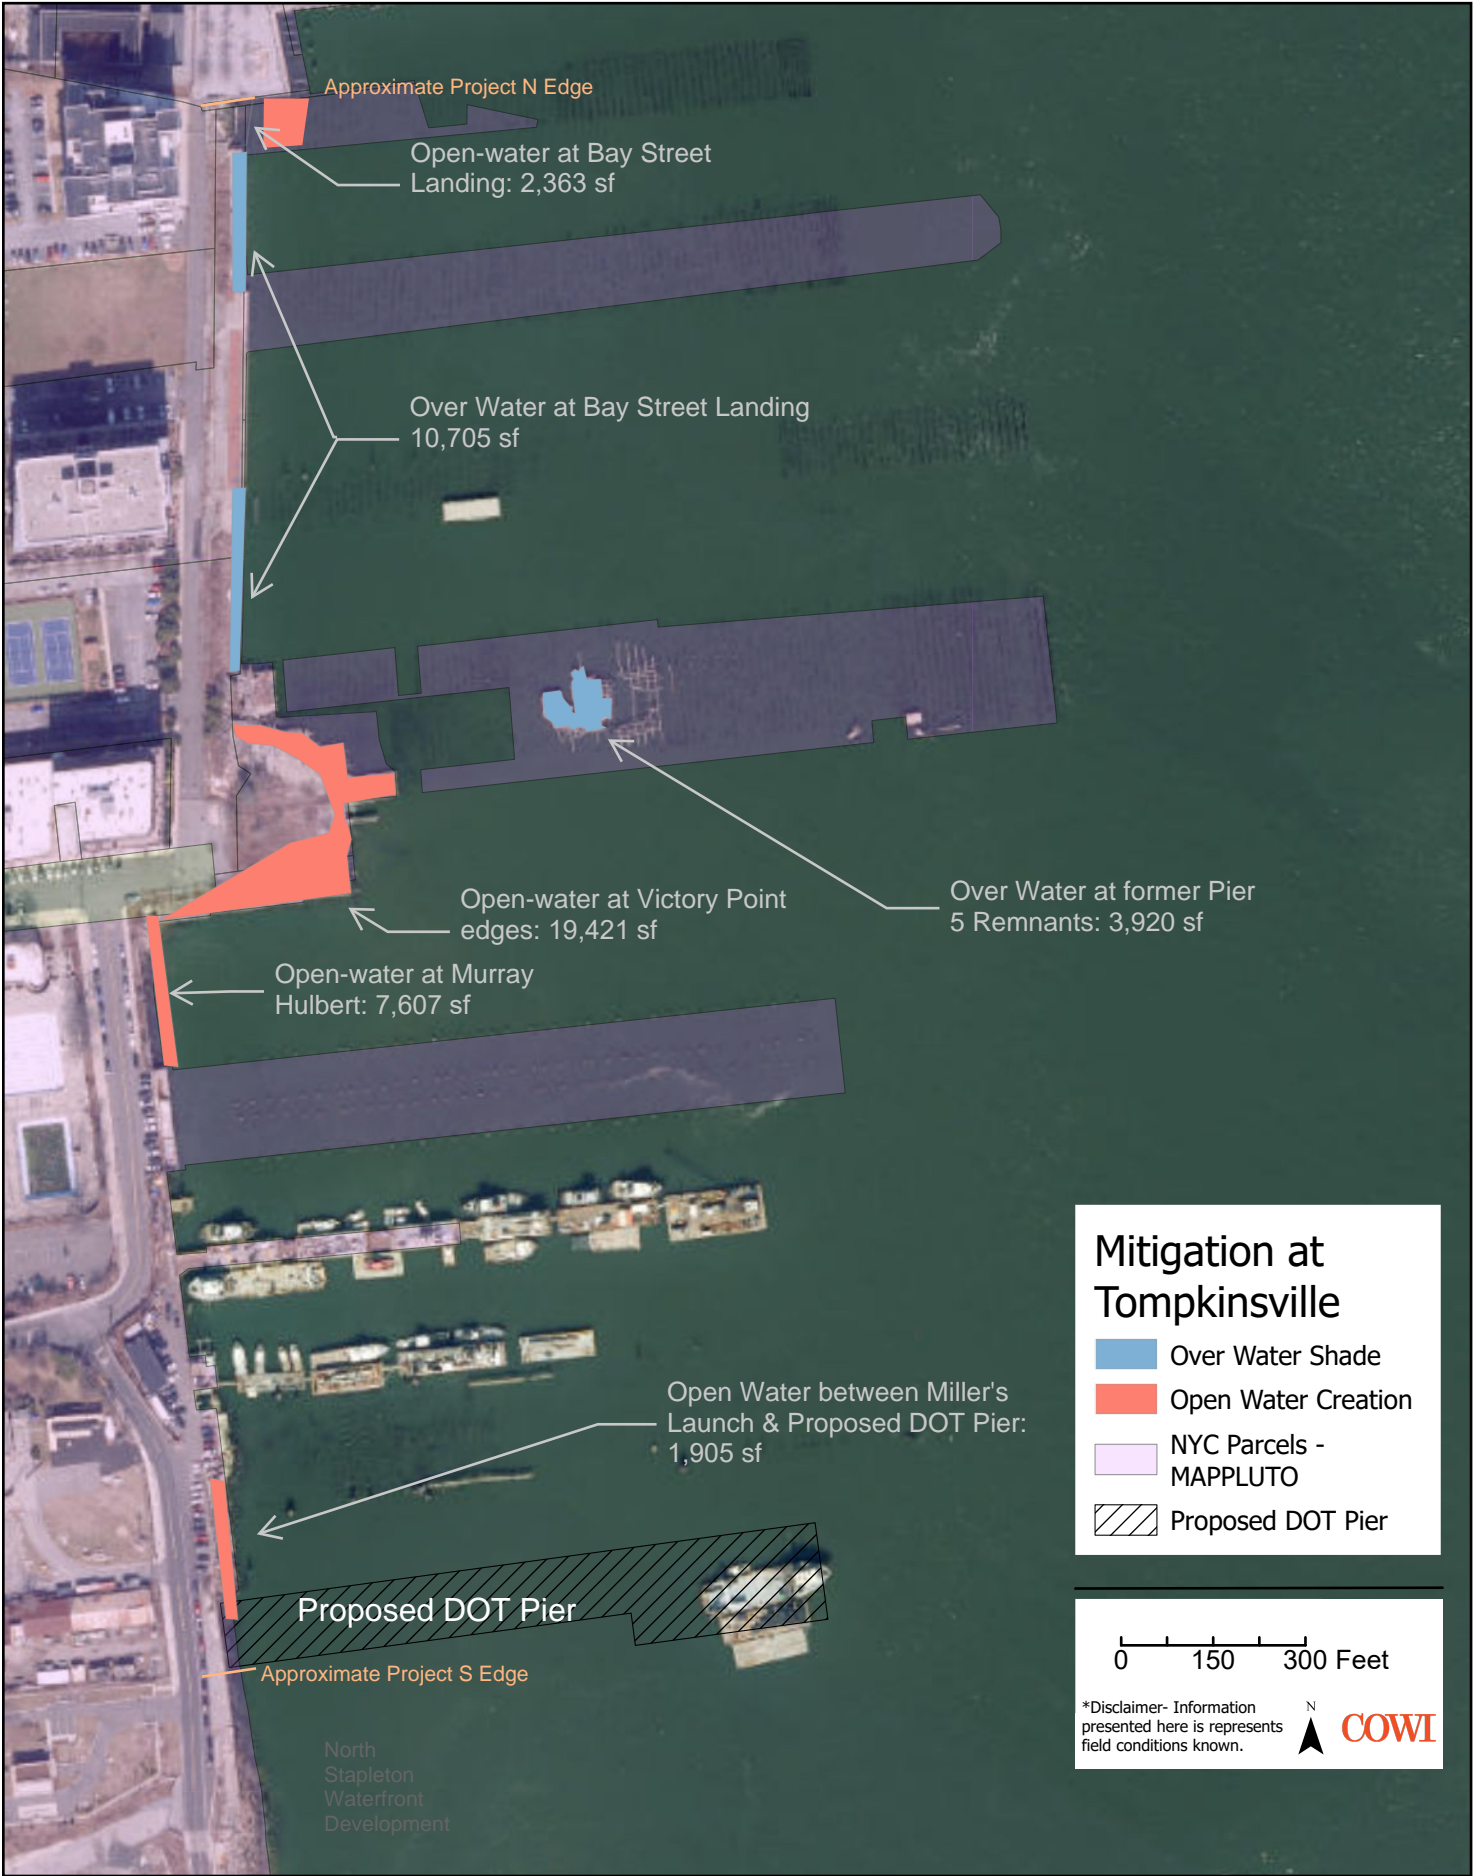 Approximate Project N Edge
Open-water at Bay Street
Landing: 2,363 sf
Over Water at Bay Street Landing
10,705 sf
Over Water at former Pier
5 Remnants: 3,920 sf
Open-water at Victory Point
edges: 19,421 sf
Open-water at Murray
Hulbert: 7,607 sf
Open Water between Miller's
Launch & Proposed DOT Pier:
1,905 sf
Proposed DOT Pier
Approximate Project S Edge
North
Stapleton
Waterfront
Development
Mitigation at
Tompkinsville
Over Water Shade
Open Water Creation
NYC Parcels -
MAPPLUTO
Proposed DOT Pier
0 150 300 Feet
*Disclaimer- Information
presented here is represents
field conditions known.
N
COWI